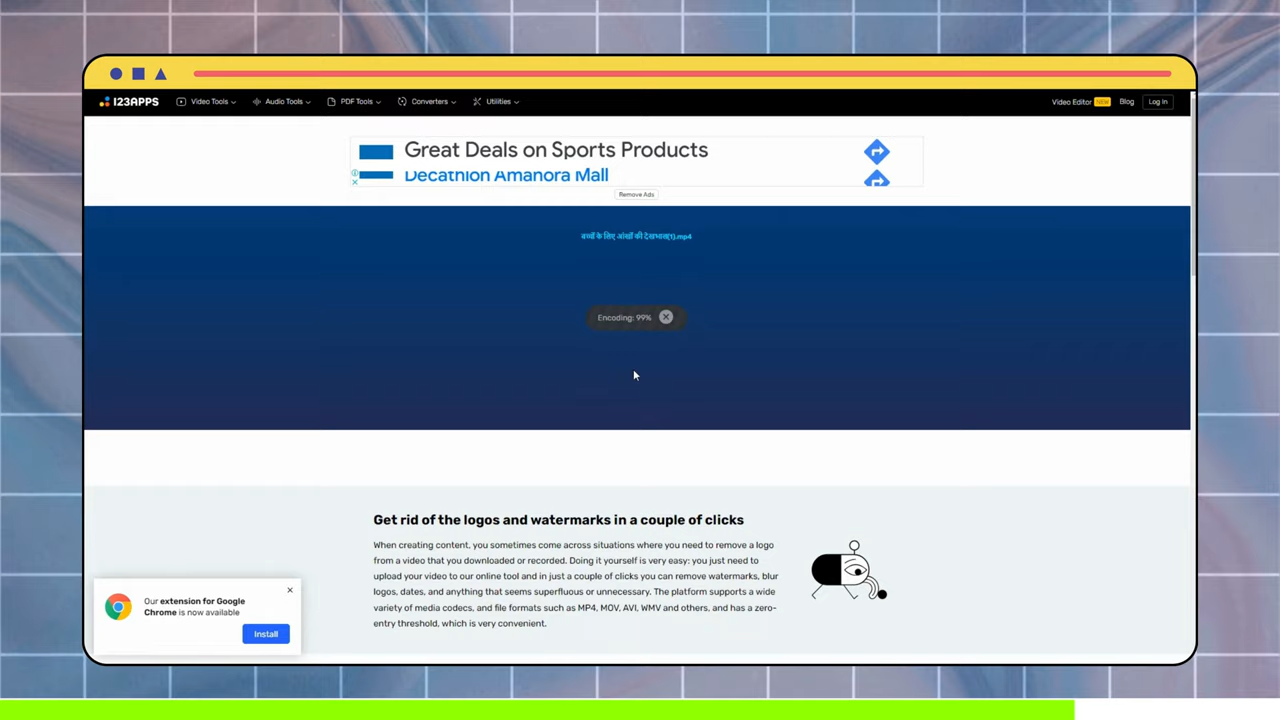 123APPS
Video Tools
Audio Tools
PDF Tools
Converters
Utilities
Video Editor NEW
Blog
Log In
Great Deals on Sports Products
Decathlon Amanora Mall
Remove Ads
बच्चों के लिए आंखों की देखभाल(1).mp4
Encoding: 99%
Get rid of the logos and watermarks in a couple of clicks
When creating content, you sometimes come across situations where you need to remove a logo
from a video that you downloaded or recorded. Doing it yourself is very easy: you just need to
upload your video to our online tool and in just a couple of clicks you can remove watermarks, blur
logos, dates, and anything that seems superfluous or unnecessary. The platform supports a wide
variety of media codecs, and file formats such as MP4, MOV, AVI, WMV and others, and has a zero-
entry threshold, which is very convenient.
Our extension for Google
Chrome is now available
Install